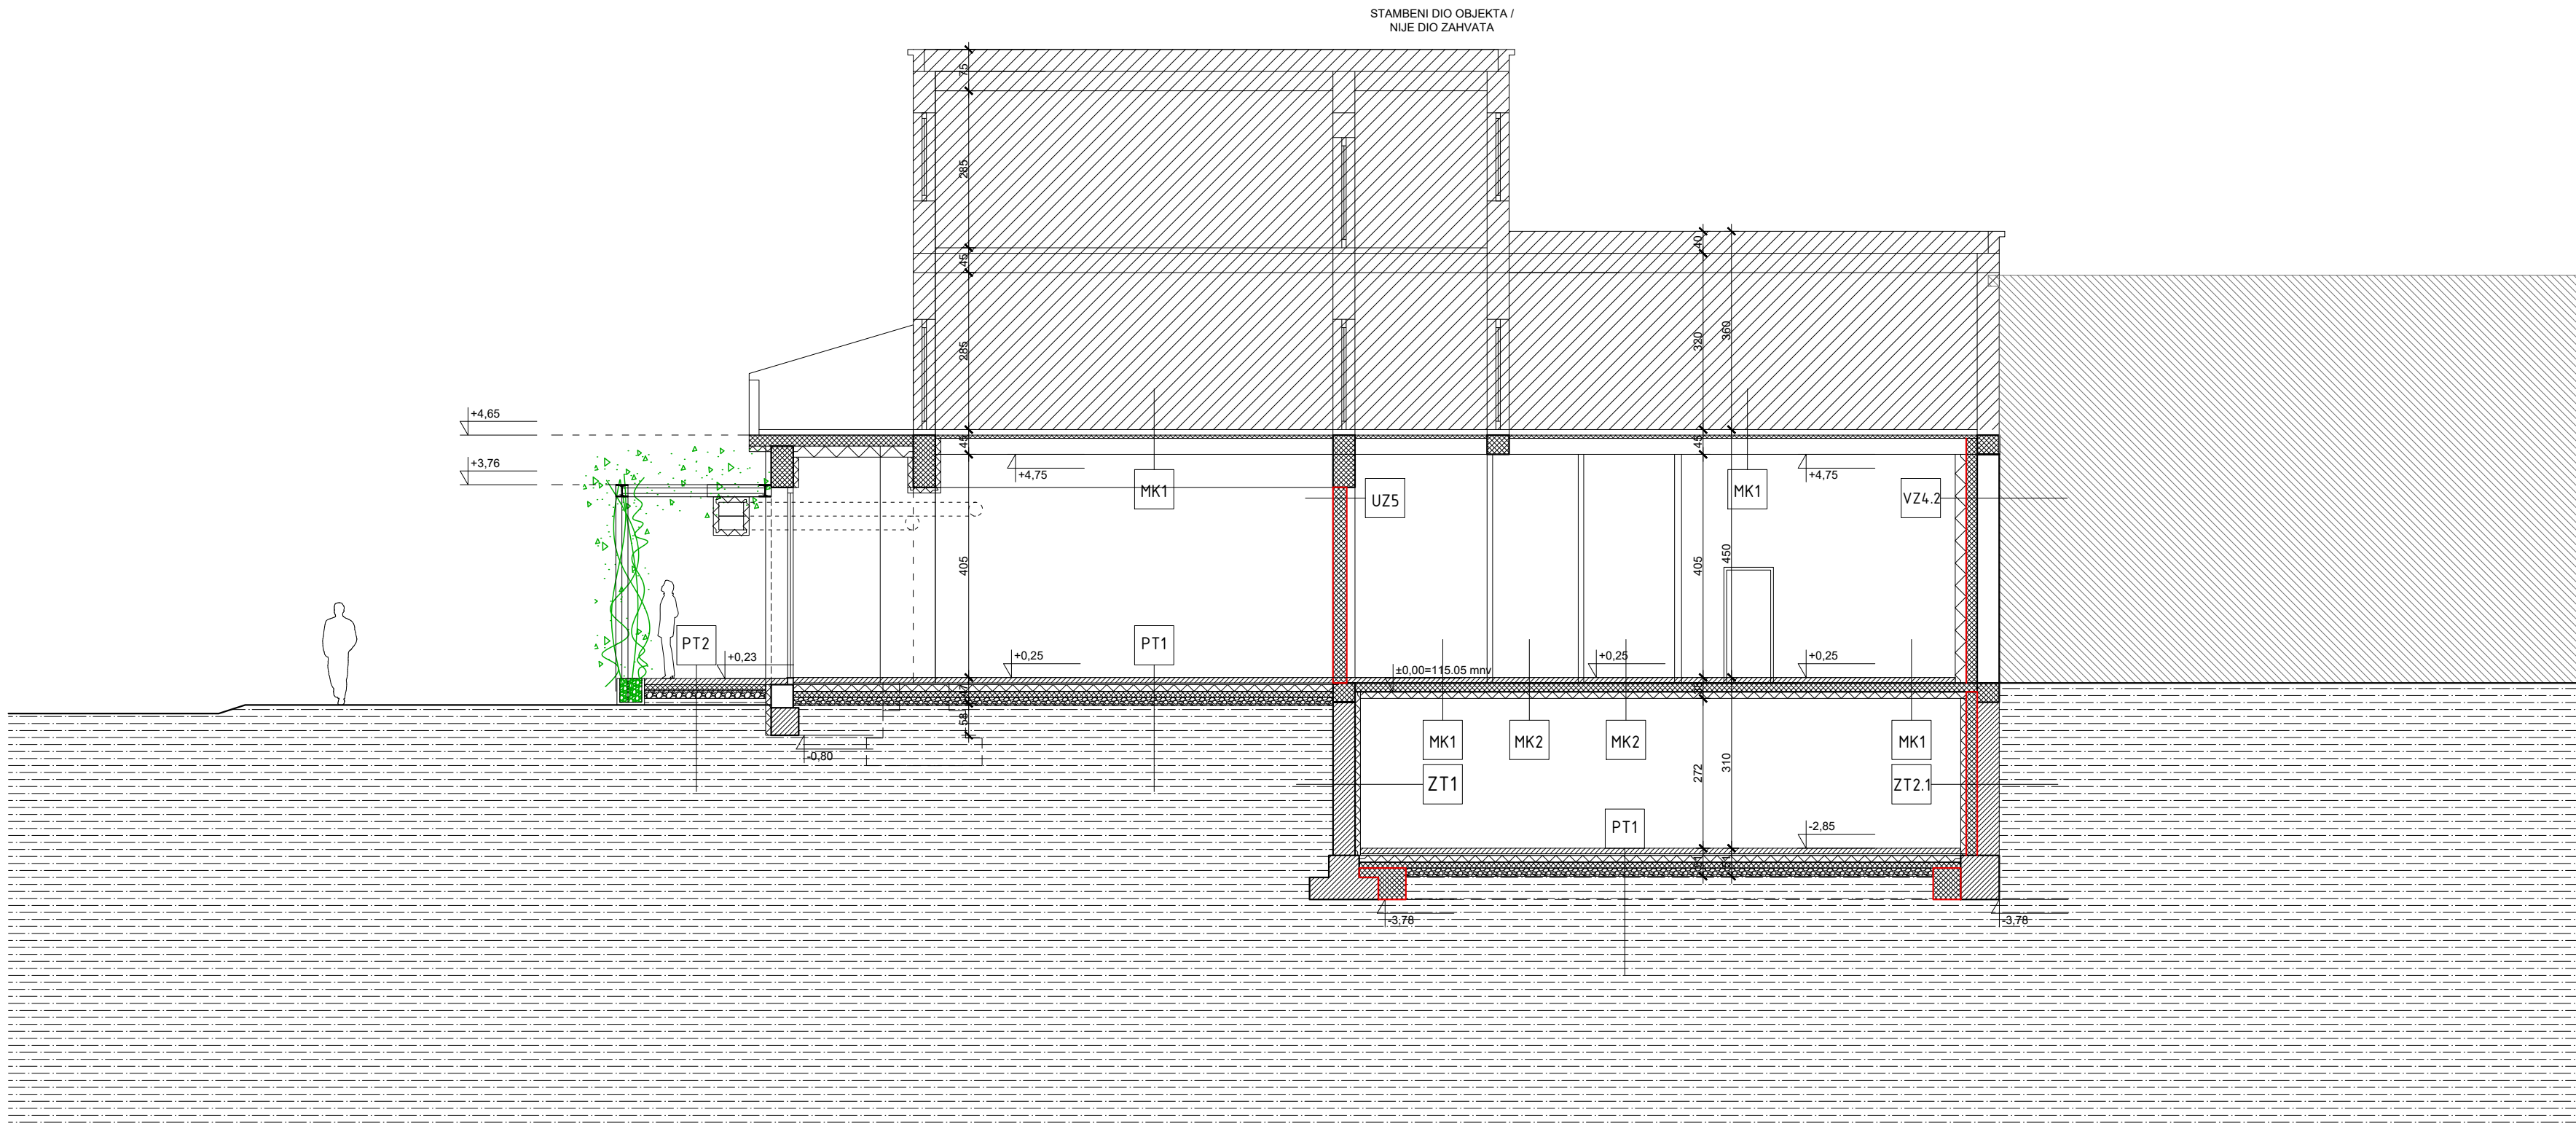 STAMBENI DIO OBJEKTA /
NIJE DIO ZAHVATA
75
285
45
40
285
320
360
+4,65
45
45
+3,76
+4,75
+4,75
MK1
MK1
UZ5
VZ4.2
405
405
450
PT2
PT1
+0,23
+0,25
+0,25
+0,25
±0,00=115.05 mnv
58
-0,80
MK1
MK2
MK2
MK1
272
310
ZT1
ZT2.1
PT1
-2,85
51
51
-3,78
-3,78